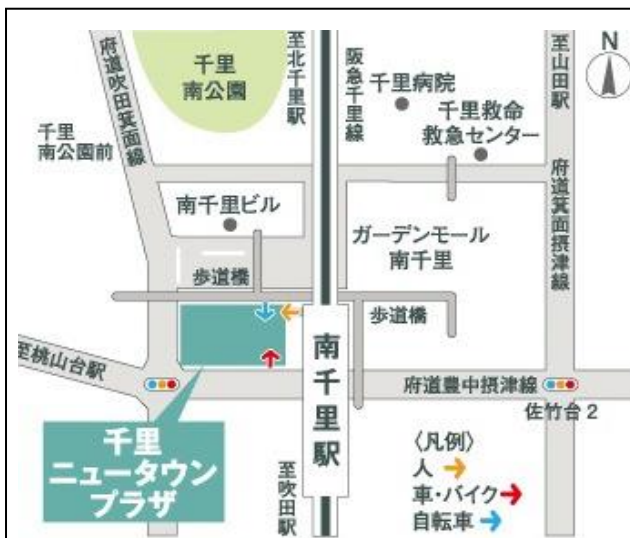 府道吹田箕面線
千里
南公園
至北千里駅
阪急千里線
千里病院
千里救命
救急センター
至山田駅
N
千里
南公園前
南千里ビル
ガーデンモール
南千里
府道箕面摂津線
歩道橋
歩道橋
至桃山台駅
南千里駅
府道豊中摂津線
佐竹台2
千里
ニュータウン
プラザ
至吹田駅
〈凡例〉
人
車・バイク
自転車